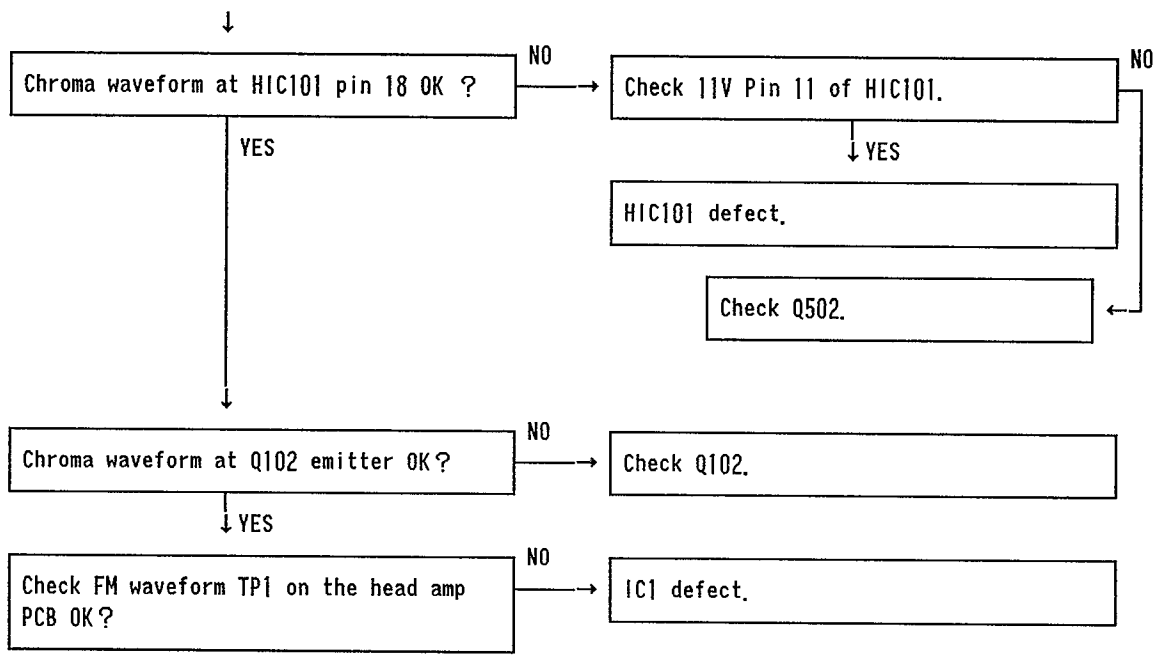 ↓
Chroma waveform at HIC101 pin 18 OK ?
NO
→
Check 11V Pin 11 of HIC101.
NO
YES
↓ YES
HIC101 defect.
Check Q502.
←
↓
Chroma waveform at Q102 emitter OK?
NO
→
Check Q102.
↓ YES
Check FM waveform TP1 on the head amp
PCB OK?
NO
→
IC1 defect.